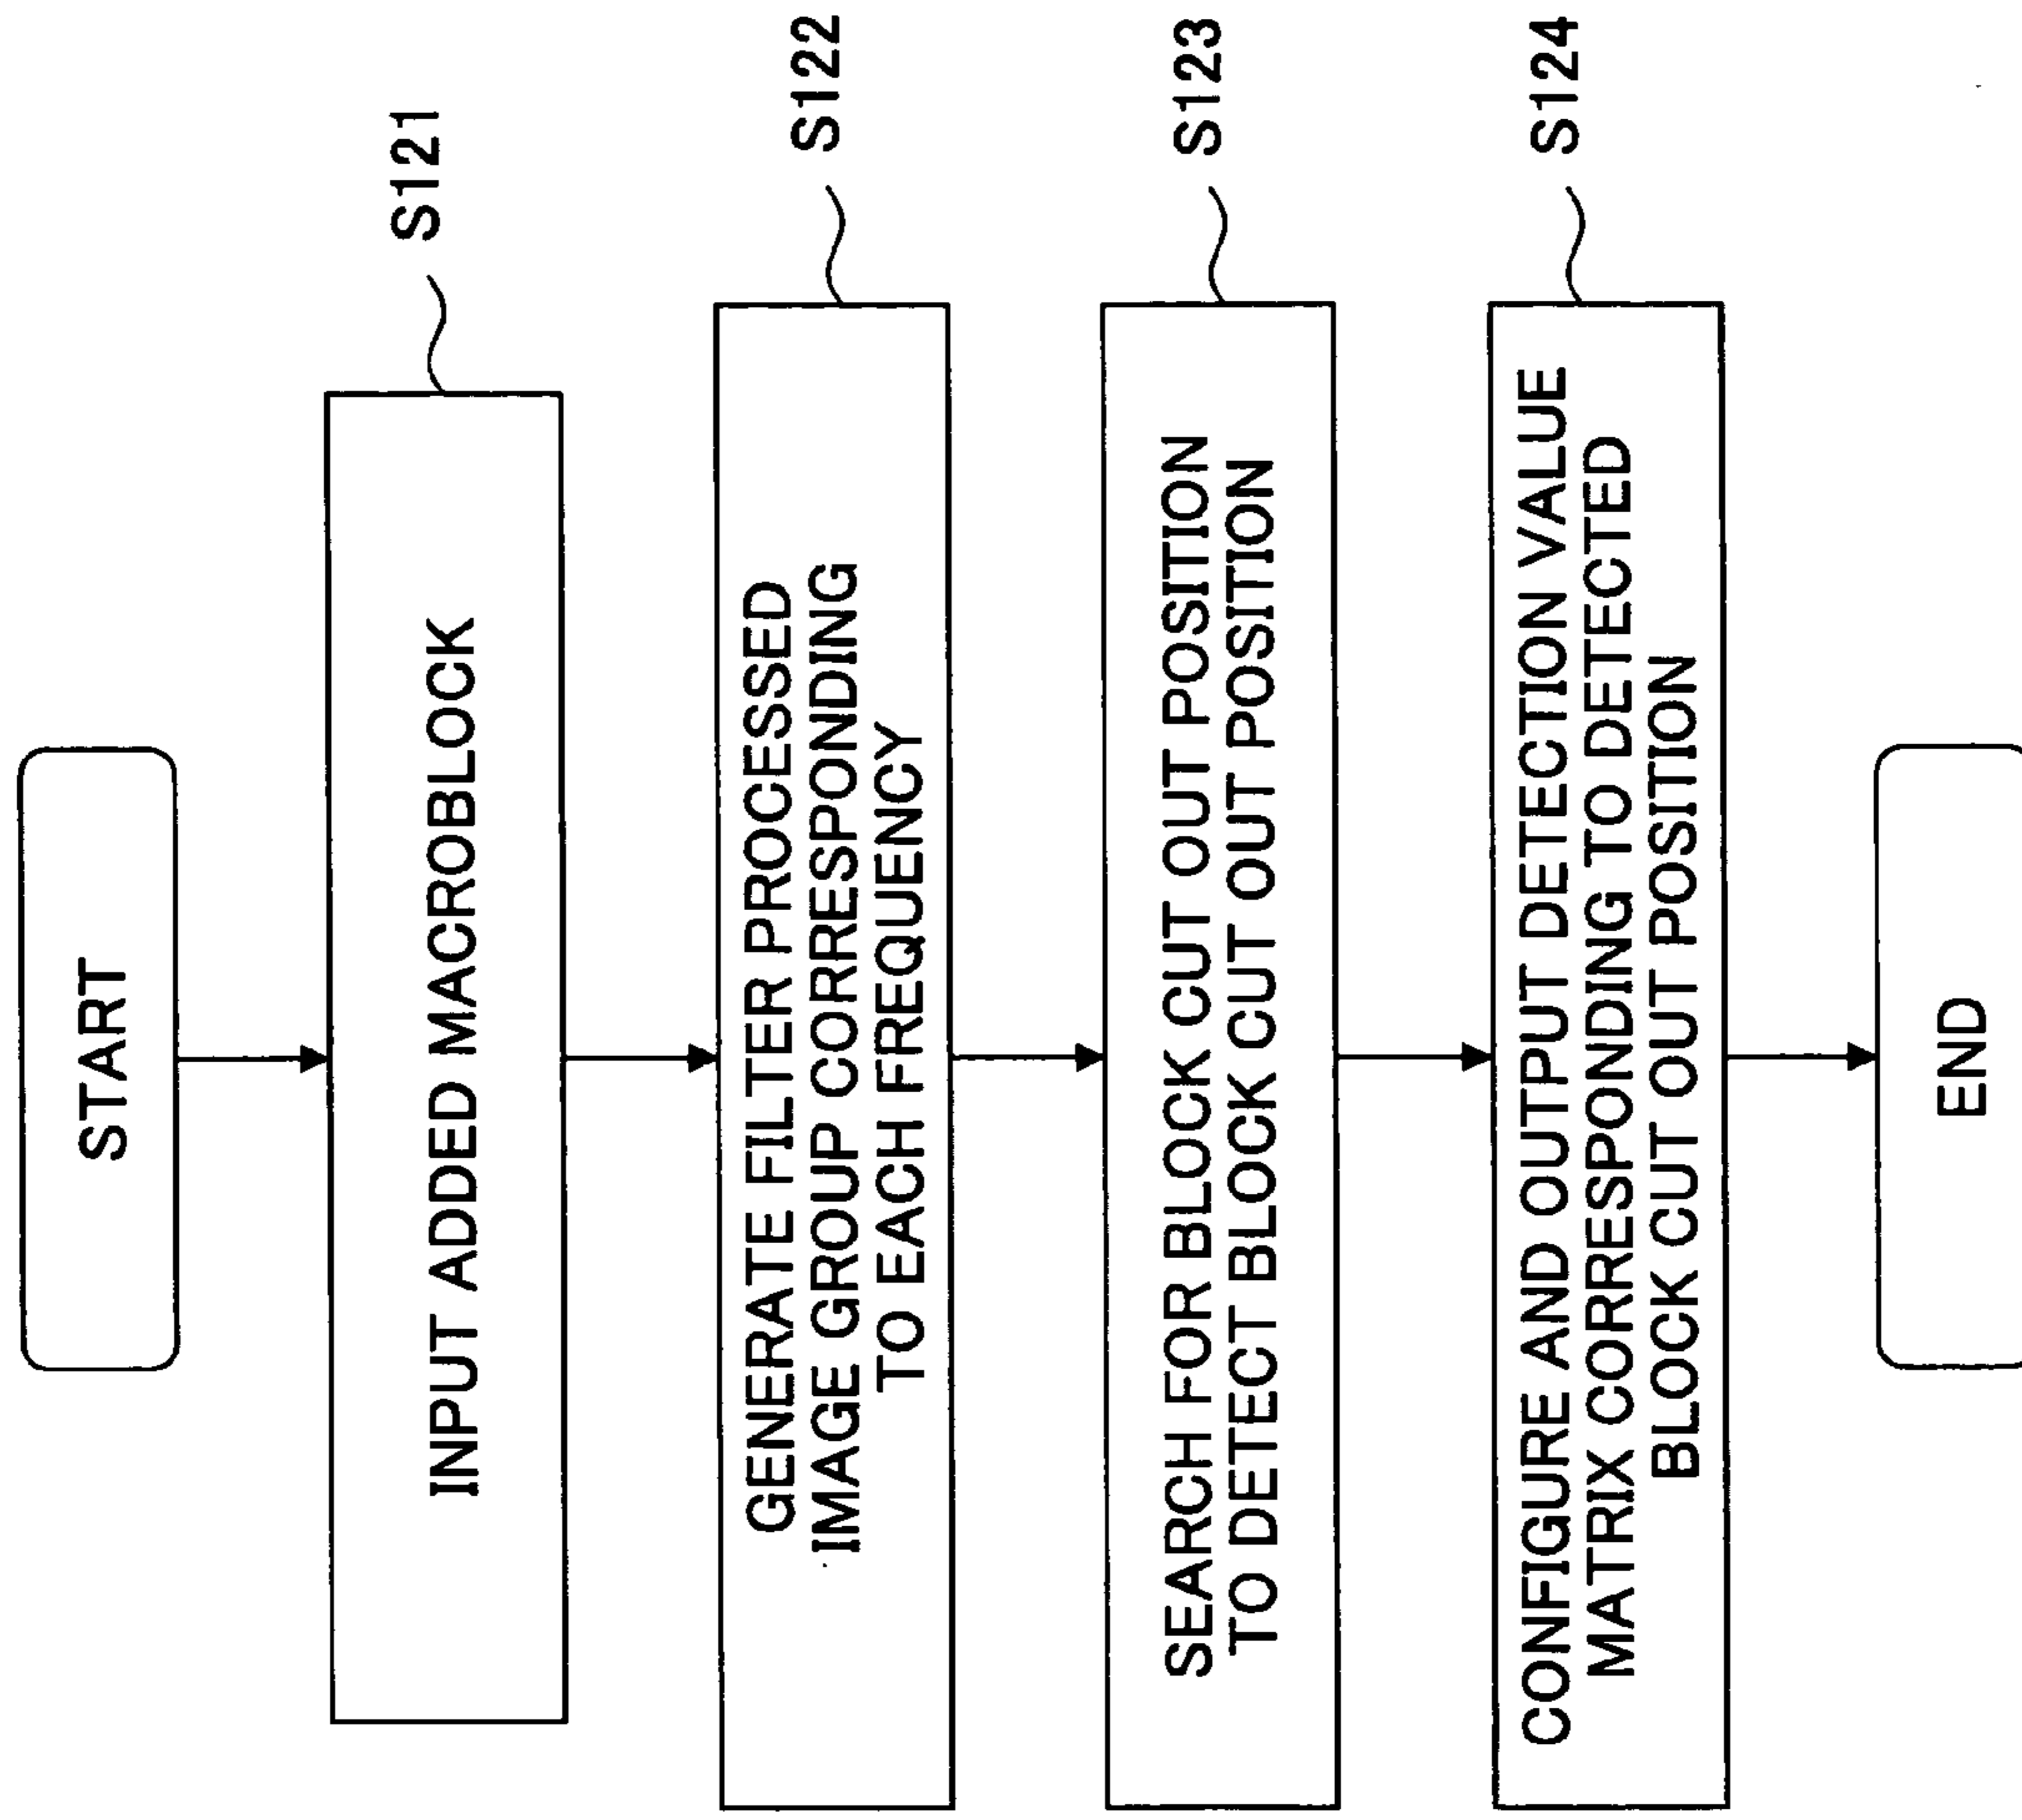 START
INPUT ADDED MACROBLOCK
S121
GENERATE FILTER PROCESSED
IMAGE GROUP CORRESPONDING
TO EACH FREQUENCY
S122
SEARCH FOR BLOCK CUT OUT POSITION
TO DETECT BLOCK CUT OUT POSITION
S123
CONFIGURE AND OUTPUT DETECTION VALUE
MATRIX CORRESPONDING TO DETECTED
BLOCK CUT OUT POSITION
S124
END